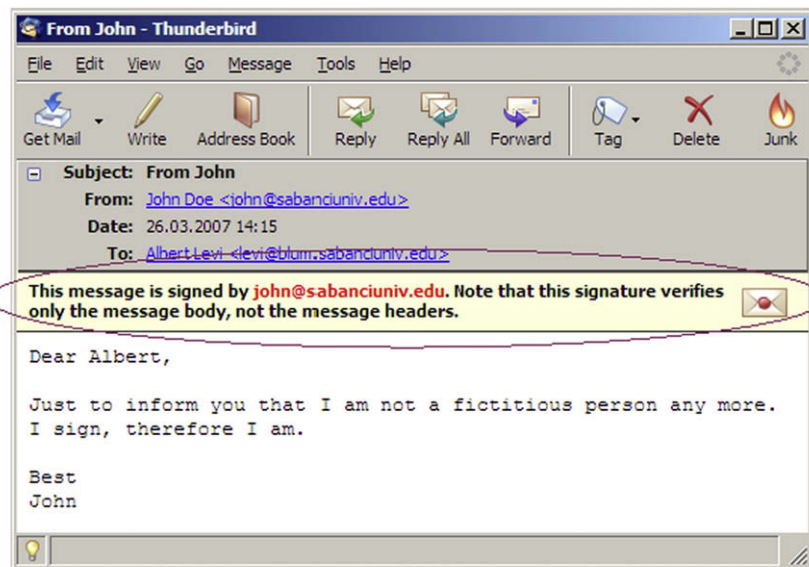 From John - Thunderbird
File Edit View Go Message Tools Help
Get Mail Write Address Book Reply Reply All Forward Tag Delete Junk
Subject: From John
From: John Doe <john@sabanciuniv.edu>
Date: 26.03.2007 14:15
To: Albert Levi <levi@blum.sabanciuniv.edu>
This message is signed by john@sabanciuniv.edu. Note that this signature verifies
only the message body, not the message headers.
Dear Albert,
Just to inform you that I am not a fictitious person any more.
I sign, therefore I am.
Best
John